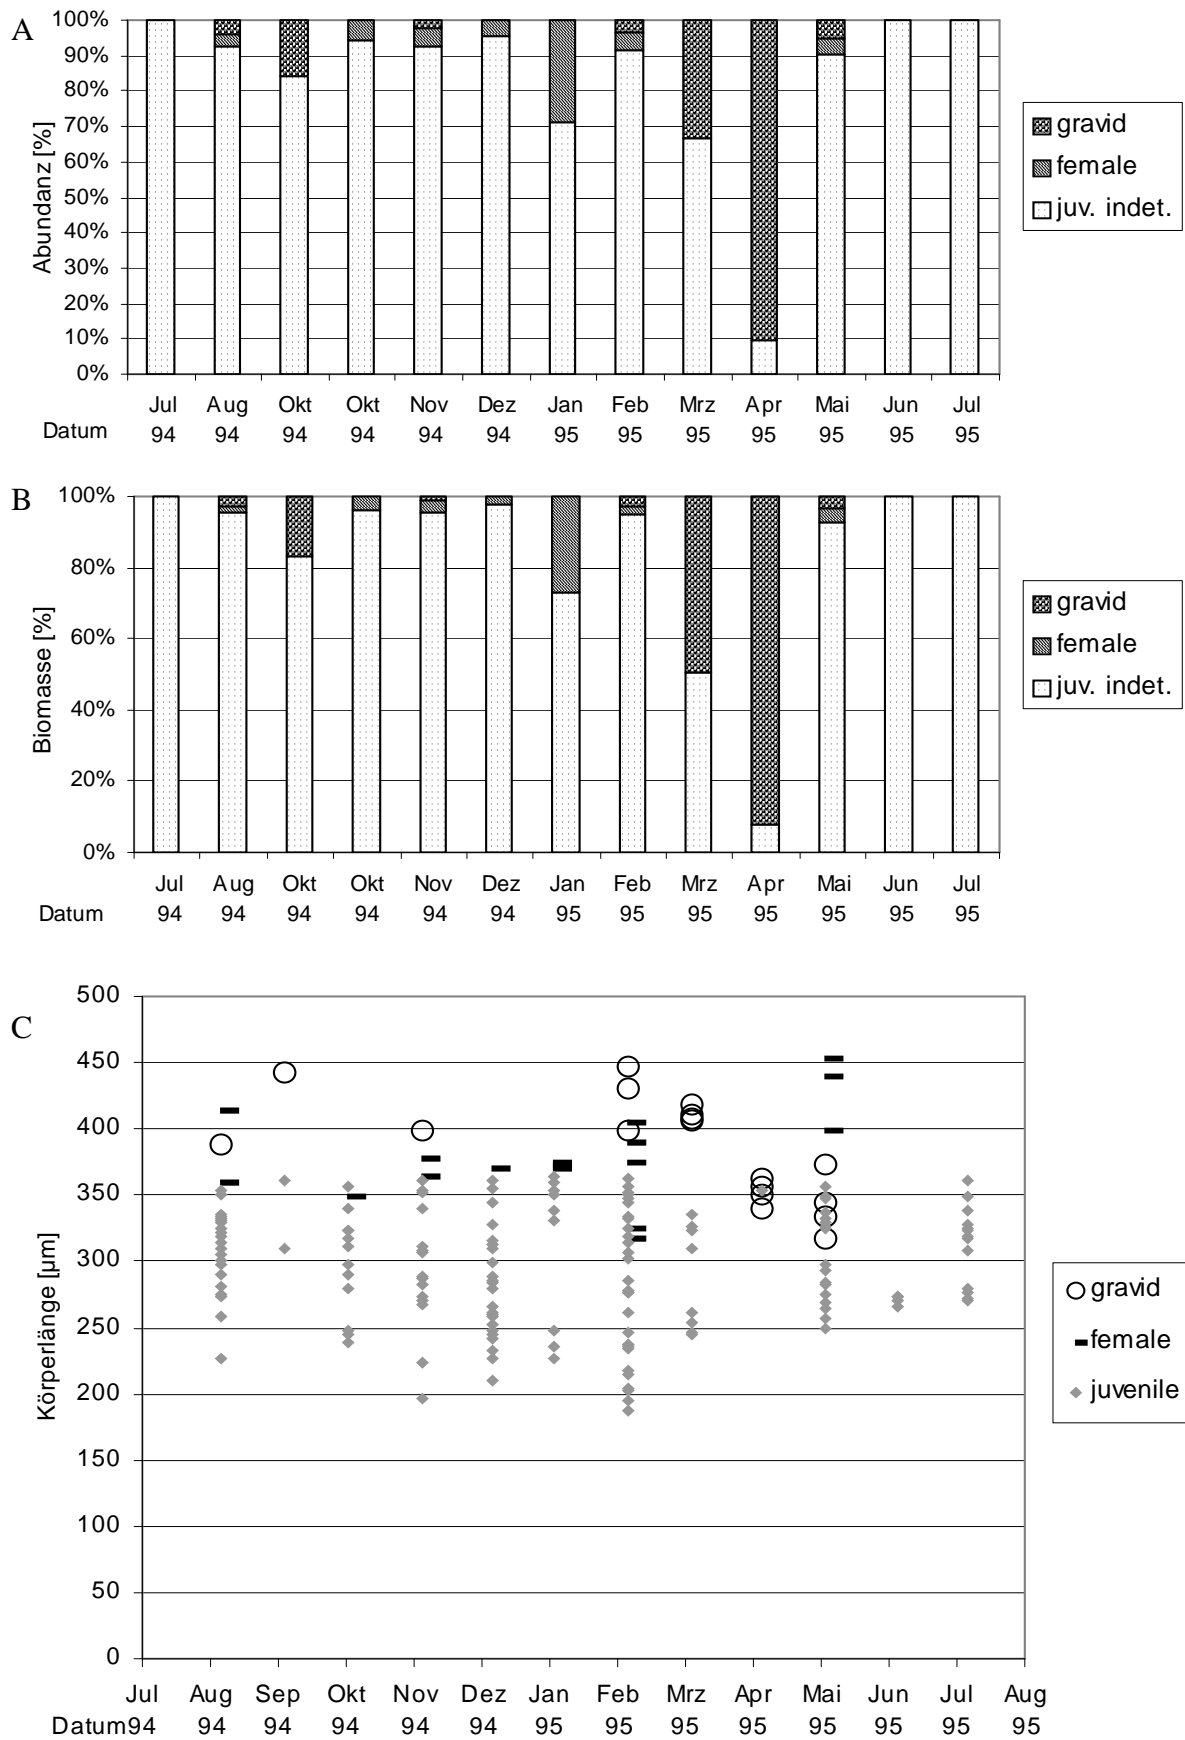 A
Abundanz [%]
100%
90%
80%
70%
60%
50%
40%
30%
20%
10%
0%
Jul Aug Okt Okt Nov Dez Jan Feb Mrz Apr Mai Jun Jul
Datum 94 94 94 94 94 94 95 95 95 95 95 95 95
gravid
female
juv. indet.
B
Biomasse [%]
100%
80%
60%
40%
20%
0%
Jul Aug Okt Okt Nov Dez Jan Feb Mrz Apr Mai Jun Jul
Datum 94 94 94 94 94 94 95 95 95 95 95 95 95
gravid
female
juv. indet.
C
Körperlänge [µm]
500
450
400
350
300
250
200
150
100
50
0
Jul Aug Sep Okt Nov Dez Jan Feb Mrz Apr Mai Jun Jul Aug
Datum94 94 94 94 94 94 95 95 95 95 95 95 95 95
gravid
female
juvenile